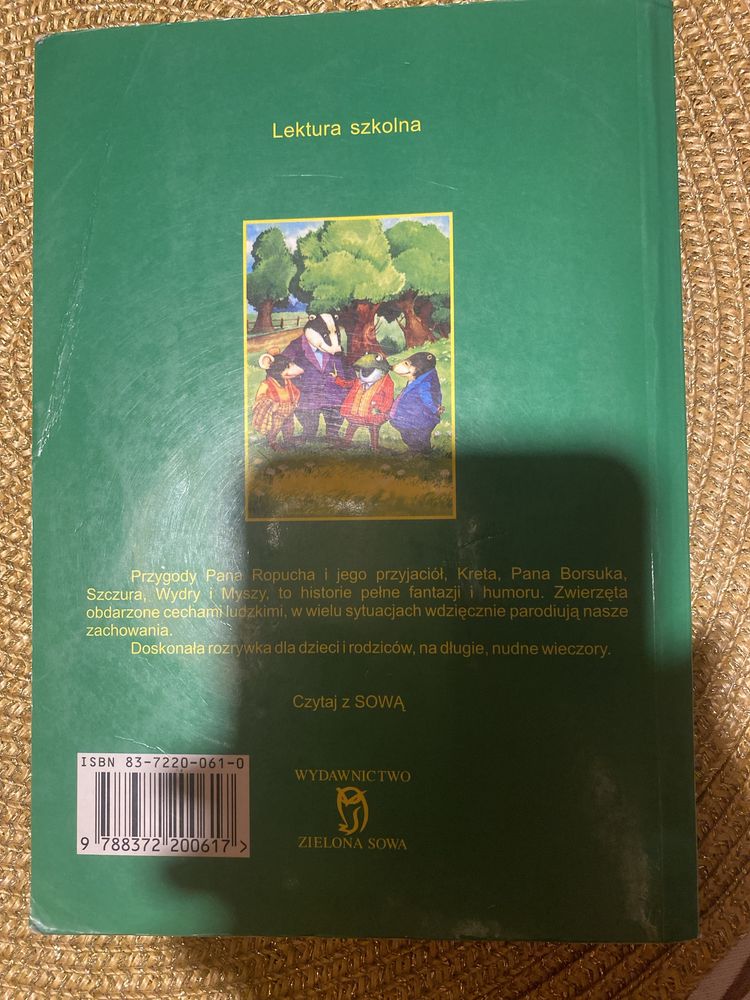 Lektura szkolna
Przygody Pana Ropucha i jego przyjaciół, Kreta, Pana Borsuka,
Szczura, Wydry i Myszy, to historie pełne fantazji i humoru. Zwierzęta
obdarzone cechami ludzkimi, w wielu sytuacjach wdzięcznie parodiują nasze
zachowania.
Doskonała rozrywka dla dzieci i rodziców, na długie, nudne wieczory.
Czytaj z SOWĄ
ISBN 83-7220-061-0
9 788372 200617 >
WYDAWNICTWO
ZIELONA SOWA